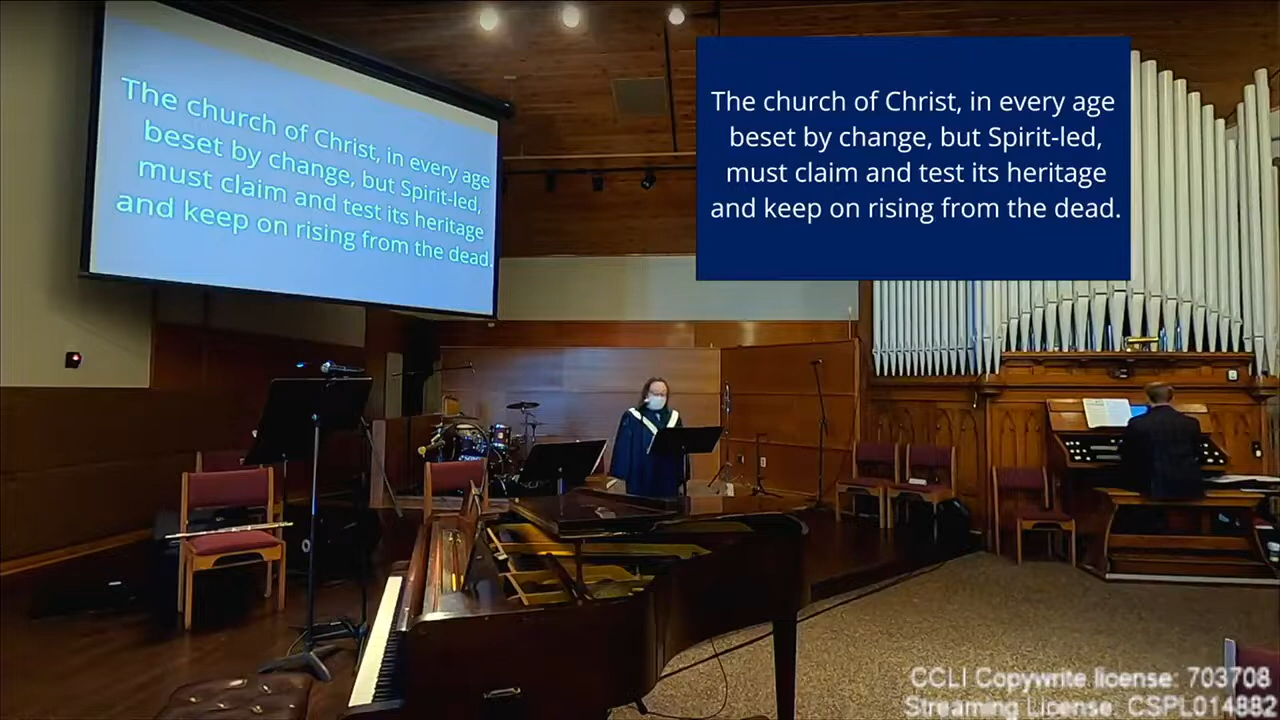 The church of Christ, in every age
beset by change, but Spirit-led,
must claim and test its heritage
and keep on rising from the dead.
The church of Christ, in every age
beset by change, but Spirit-led,
must claim and test its heritage
and keep on rising from the dead.
CCLI Copywrite license: 703708
Streaming License. CSPL014882